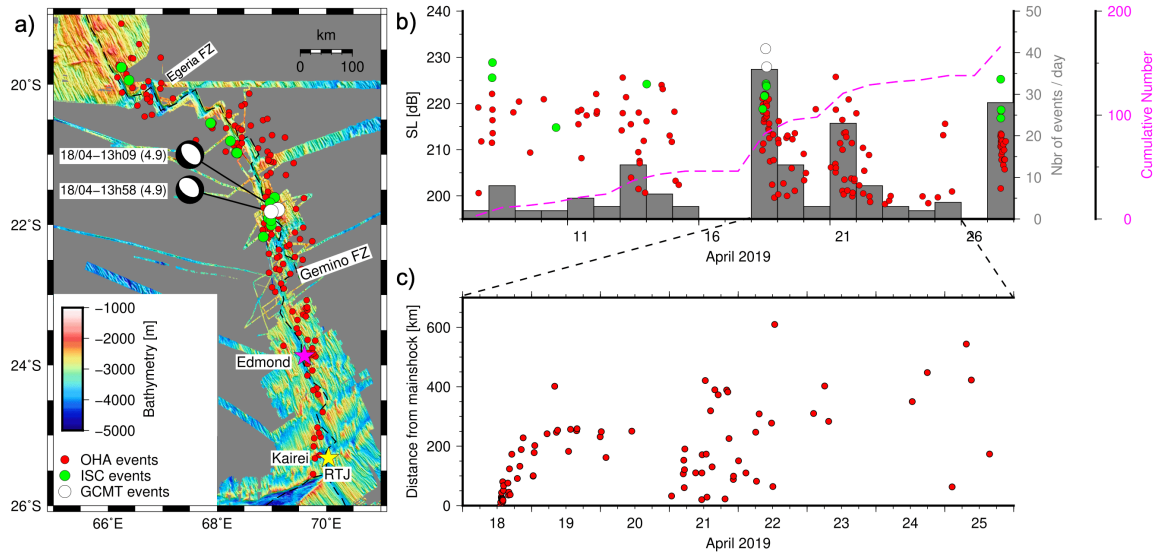 a)
km
0 100
Egeria FZ
18/04–13h09 (4.9)
18/04–13h58 (4.9)
Gemino FZ
Edmond
Kairei
RTJ
20°S
22°S
24°S
26°S
66°E 68°E 70°E
−1000
−2000
−3000
−4000
−5000
Bathymetry [m]
OHA events
ISC events
GCMT events
b)
240
230
220
210
200
SL [dB]
50
40
30
20
10
0
Nbr of events / day
200
100
0
Cumulative Number
11 16 21 26
April 2019
c)
600
400
200
0
Distance from mainshock [km]
18 19 20 21 22 23 24 25
April 2019